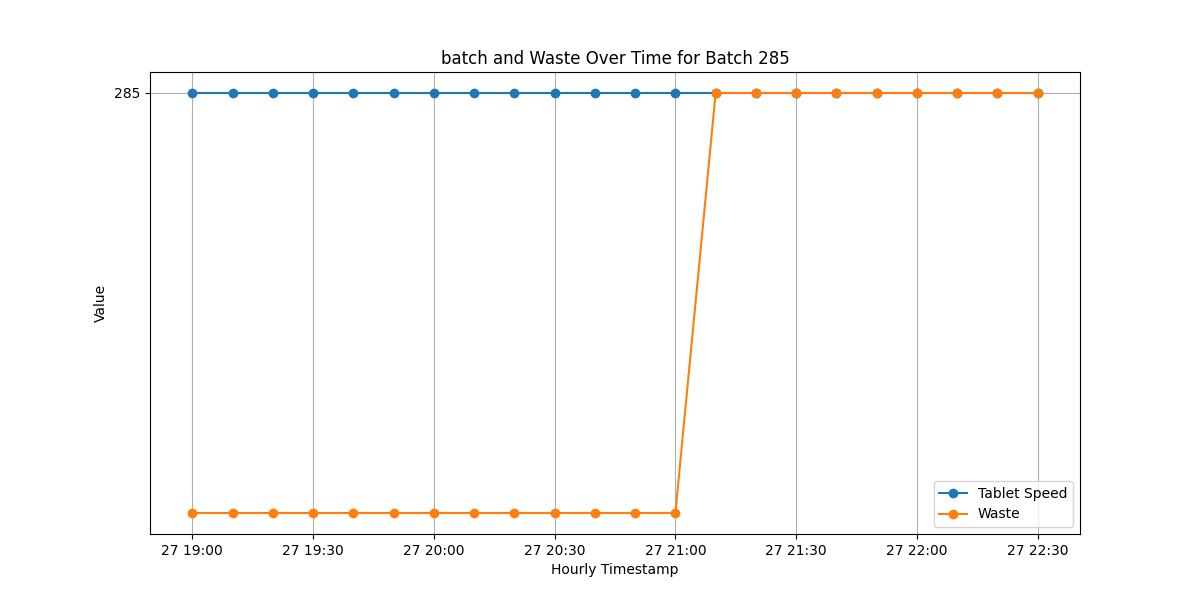 batch and Waste Over Time for Batch 285
285
Value
Tablet Speed
Waste
27 19:00 27 19:30 27 20:00 27 20:30 27 21:00 27 21:30 27 22:00 27 22:30
Hourly Timestamp